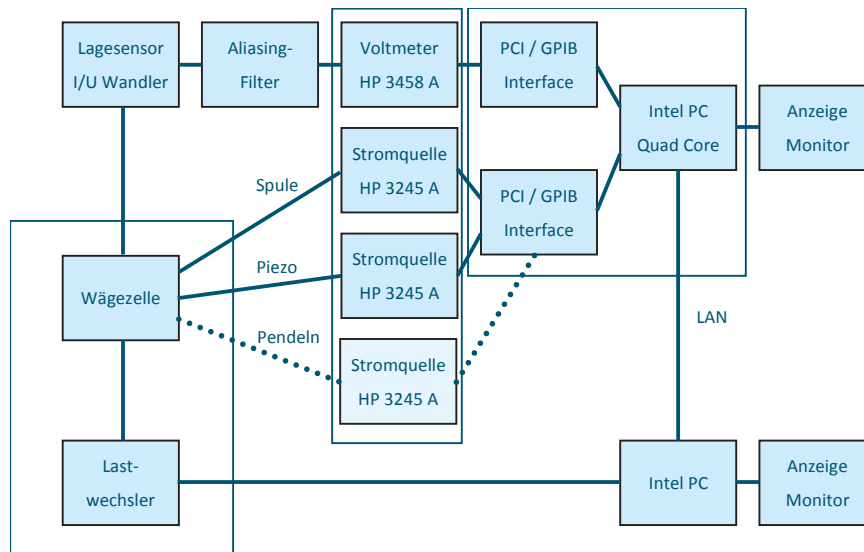 Lagesensor
I/U Wandler
Aliasing-
Filter
Voltmeter
HP 3458 A
PCI / GPIB
Interface
Intel PC
Quad Core
Anzeige
Monitor
Spule
Stromquelle
HP 3245 A
PCI / GPIB
Interface
Wägezelle
Piezo
Stromquelle
HP 3245 A
LAN
Pendeln
Stromquelle
HP 3245 A
Last-
wechsler
Intel PC
Anzeige
Monitor